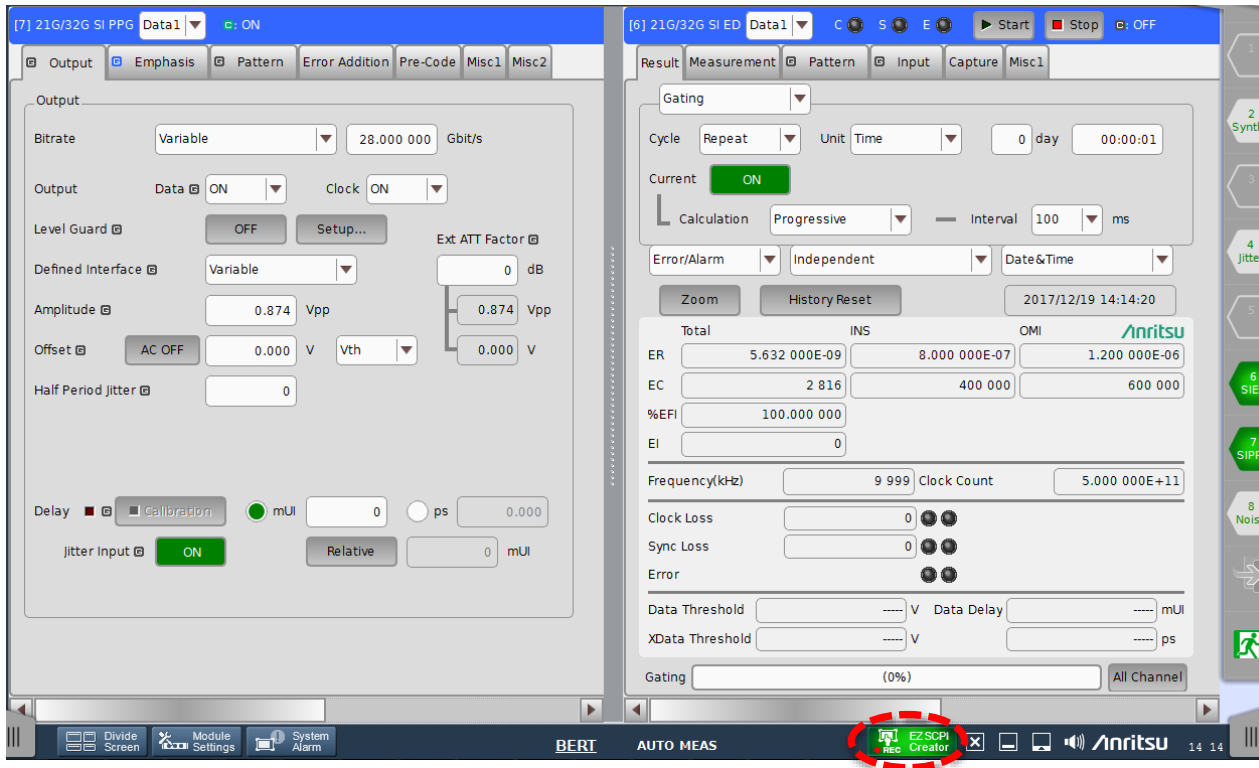 [7] 21G/32G SI PPG Data1 C: ON
Output Emphasis Pattern Error Addition Pre-Code Misc1 Misc2
Output
Bitrate Variable 28.000 000 Gbit/s
Output Data C ON Clock ON
Level Guard C OFF Setup...
Ext ATT Factor C
Defined Interface C Variable 0 dB
Amplitude C 0.874 Vpp 0.874 Vpp
Offset C AC OFF 0.000 V Vth 0.000 V
Half Period Jitter C 0
Delay C Calibration mUI 0 ps 0.000
Jitter Input C ON Relative 0 mUI
[6] 21G/32G SI ED Data1 C S E Start Stop C: OFF
Result Measurement C Pattern C Input Capture Misc1
Gating
Cycle Repeat Unit Time 0 day 00:00:01
Current ON
Calculation Progressive Interval 100 ms
Error/Alarm Independent Date&Time
Zoom History Reset 2017/12/19 14:14:20
Total INS OMI Anritsu
ER 5.632 000E-09 8.000 000E-07 1.200 000E-06
EC 2 816 400 000 600 000
%EFI 100.000 000
EI 0
Frequency(kHz) 9 999 Clock Count 5.000 000E+11
Clock Loss 0
Sync Loss 0
Error
Data Threshold ----- V Data Delay ----- mUI
XData Threshold ----- V ----- ps
Gating (0%) All Channel
1
2
Synth
3
4
Jitte
5
6
SIE
7
SIPP
8
Nois
Divide Screen
Module Settings
System Alarm
BERT
AUTO MEAS
REC EZSCPI Creator
Anritsu
14 14